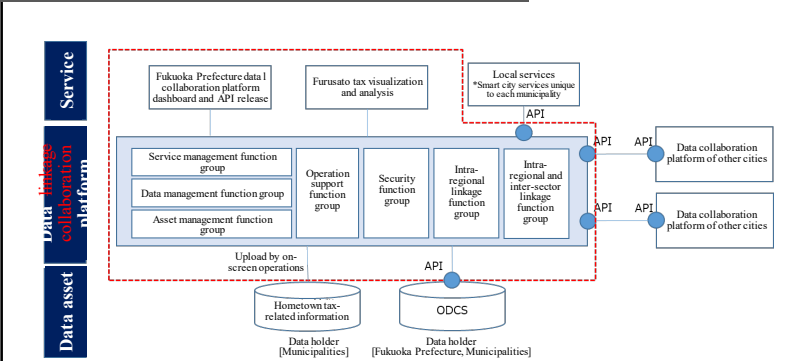 Service
Fukuoka Prefecture data l
collaboration platform
dashboard and API release
Furusato tax visualization
and analysis
Local services
*Smart city services unique
to each municipality
API
Data linkage
collaboration
platform
Service management function
group
Data management function group
Asset management function
group
Operation
support
function
group
Security
function
group
Intra-
regional
linkage
function
group
Intra-
regional and
inter-sector
linkage
function
group
API
API
Data collaboration
platform of other cities
API
API
Data collaboration
platform of other cities
Upload by on-
screen operations
API
Data asset
Hometown tax-
related information
ODCS
Data holder
[Municipalities]
Data holder
[Fukuoka Prefecture, Municipalities]